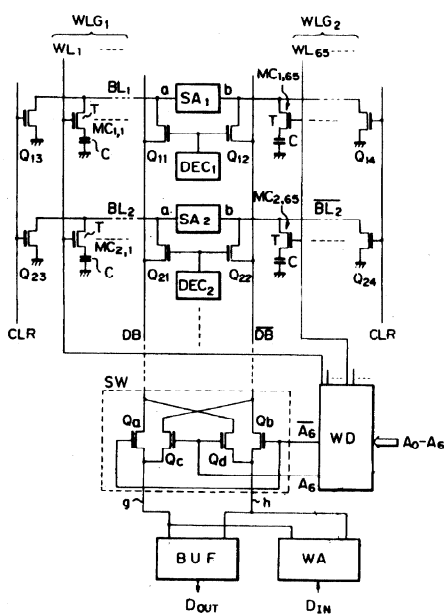 WLG1 WLG2
WL1 WL65
BL1 a SA1 b MC1,65
T MC1,1 C T C
Q13 Q11 DEC1 Q12 Q14
BL2 a SA2 b MC2,65 BL2
T MC2,1 C T C
Q23 Q21 DEC2 Q22 Q24
CLR DB DB CLR
SW
Qa Qb A6 WD A0-A6
Qc Qd A6
g h
BUF WA
DOUT DIN